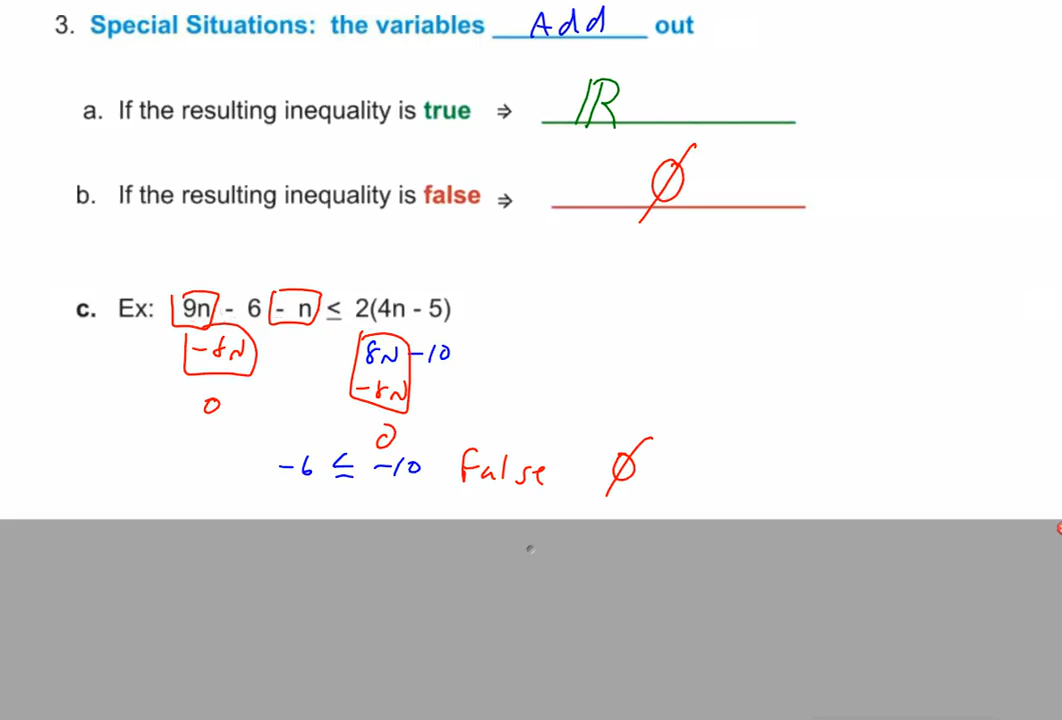 3. Special Situations: the variables Add out
a. If the resulting inequality is true ⇒ ℝ
b. If the resulting inequality is false ⇒ ∅
c. Ex: 9n - 6 - n ≤ 2(4n - 5)
-8N 8N -10
-8N
0
0
-6 ≤ -10 False ∅